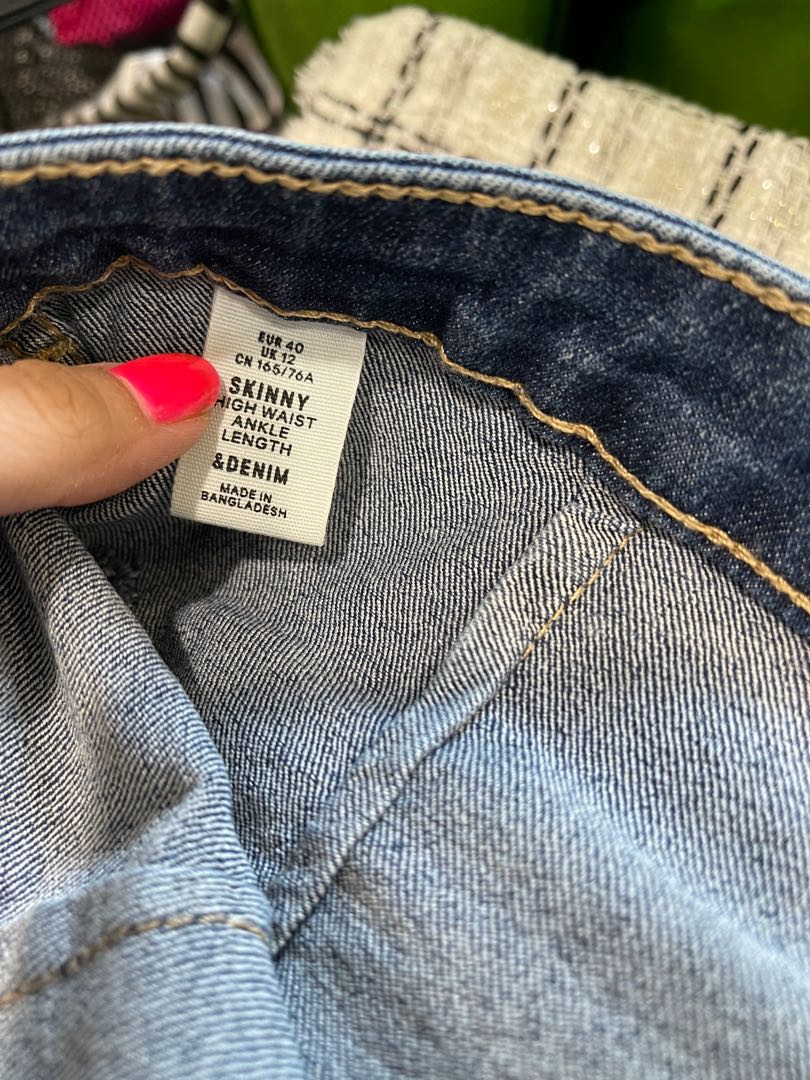 EUR 40
UK 12
CN 165/76A
SKINNY
HIGH WAIST
ANKLE
LENGTH
&DENIM
MADE IN
BANGLADESH